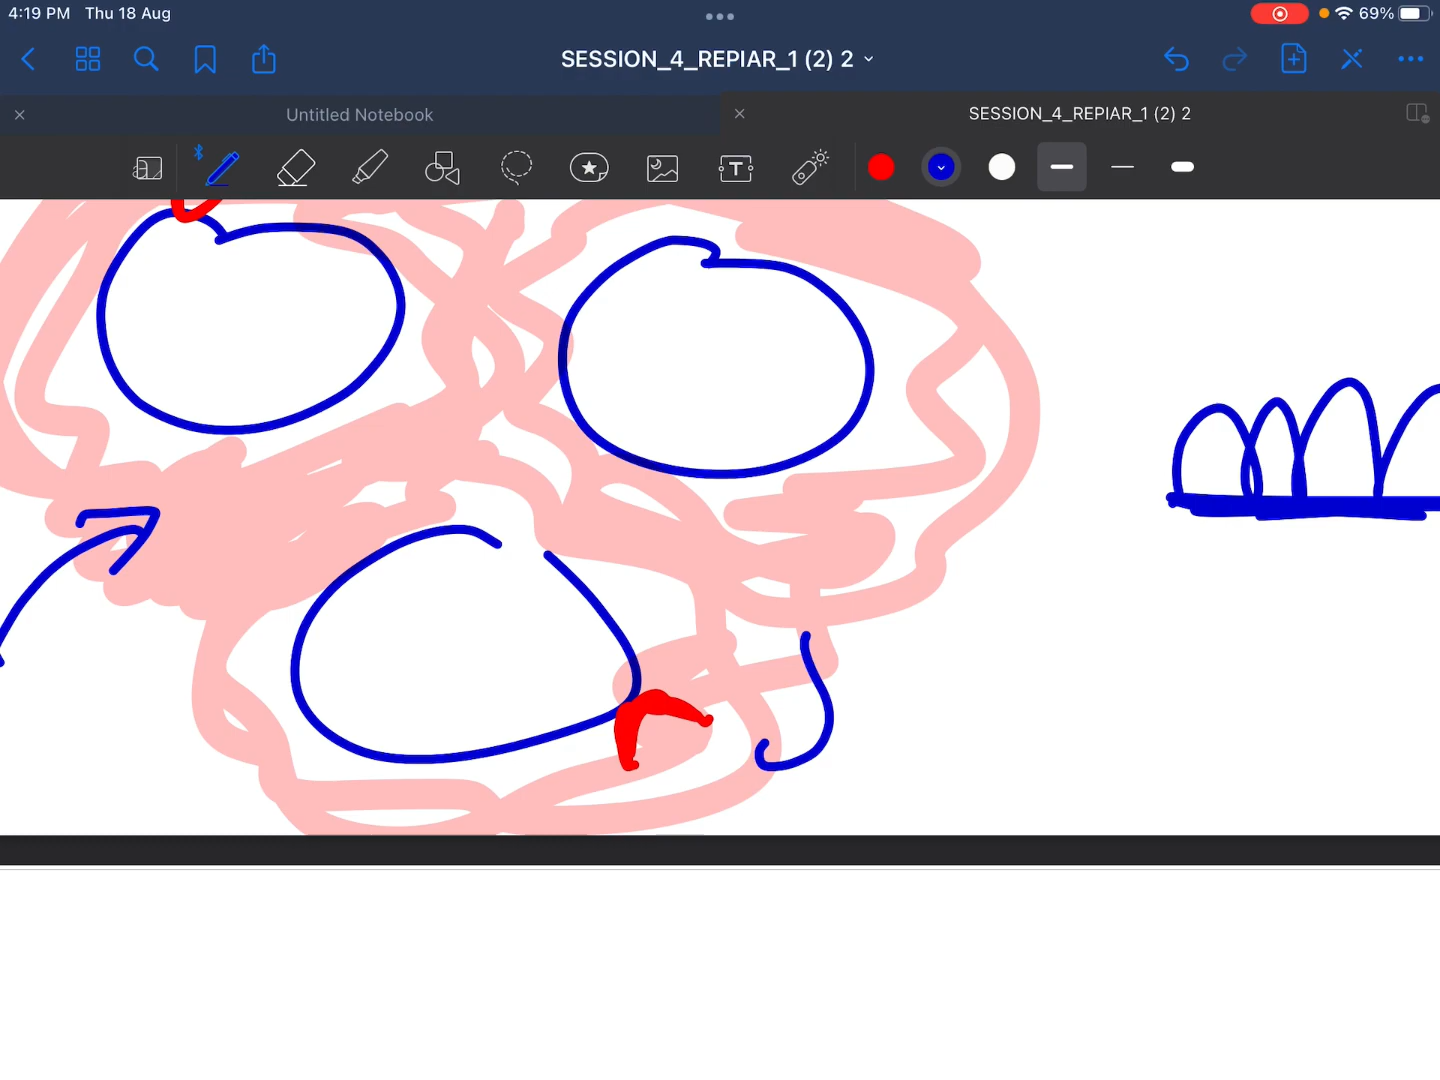 4:19 PM Thu 18 Aug
69%
SESSION_4_REPIAR_1 (2) 2
Untitled Notebook
SESSION_4_REPIAR_1 (2) 2